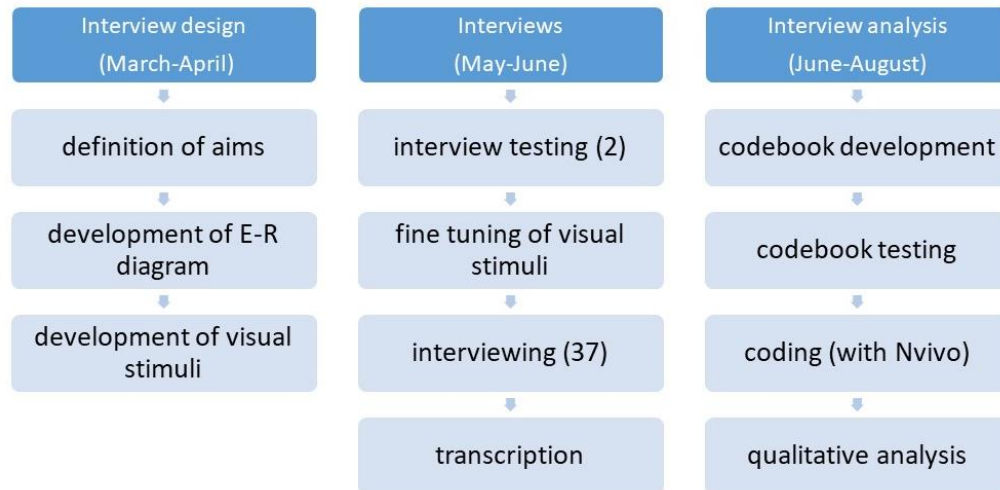 Interview design
(March-April)
definition of aims
development of E-R
diagram
development of visual
stimuli
Interviews
(May-June)
interview testing (2)
fine tuning of visual
stimuli
interviewing (37)
transcription
Interview analysis
(June-August)
codebook development
codebook testing
coding (with Nvivo)
qualitative analysis